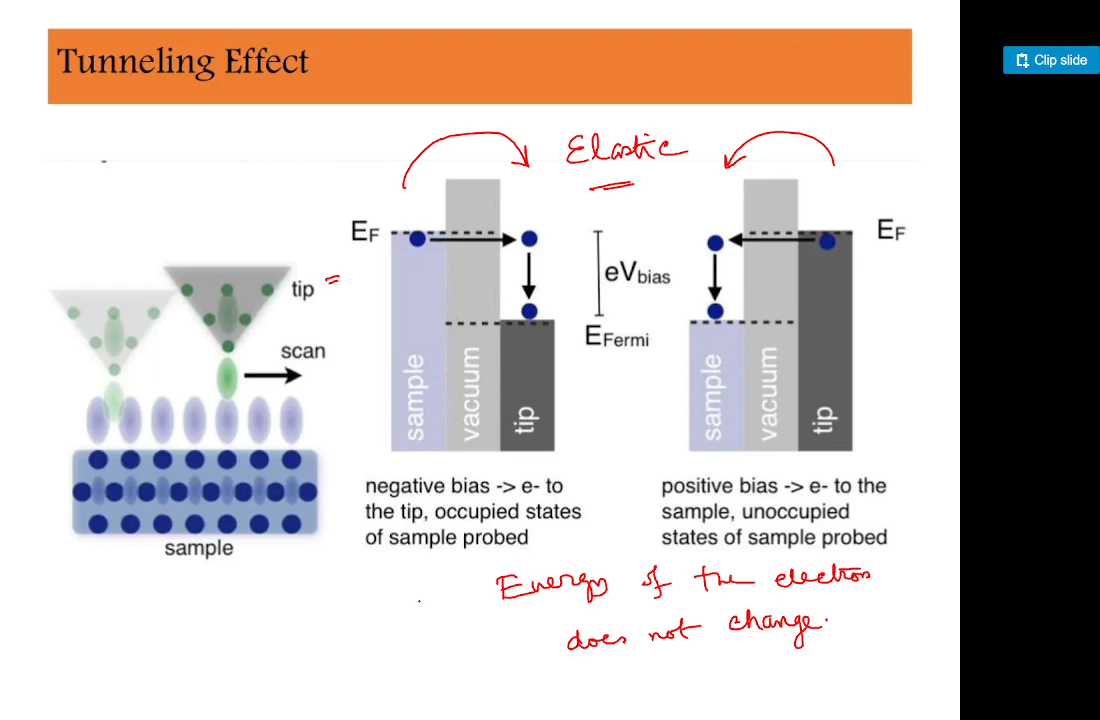 Tunneling Effect
Clip slide
Elastic
EF
eVbias
EFermi
EF
tip =
scan
sample
sample
vacuum
tip
sample
vacuum
tip
negative bias -> e- to
the tip, occupied states
of sample probed
positive bias -> e- to the
sample, unoccupied
states of sample probed
Energy of the electron
does not change.